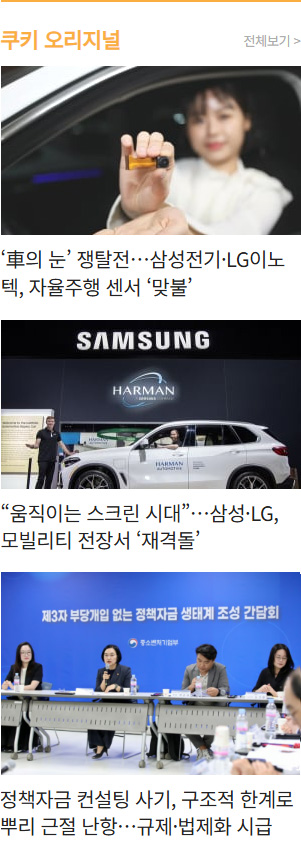 쿠키 오리지널
전체보기 >
‘車의 눈’ 쟁탈전…삼성전기·LG이노
텍, 자율주행 센서 ‘맞불’
SAMSUNG
HARMAN
A SAMSUNG COMPANY
HARMAN
AUTOMOTIVE
“움직이는 스크린 시대”…삼성·LG,
모빌리티 전장서 ‘재격돌’
제3자 부당개입 없는 정책자금 생태계 조성 간담회
중소벤처기업부
정책자금 컨설팅 사기, 구조적 한계로
뿌리 근절 난항…규제·법제화 시급